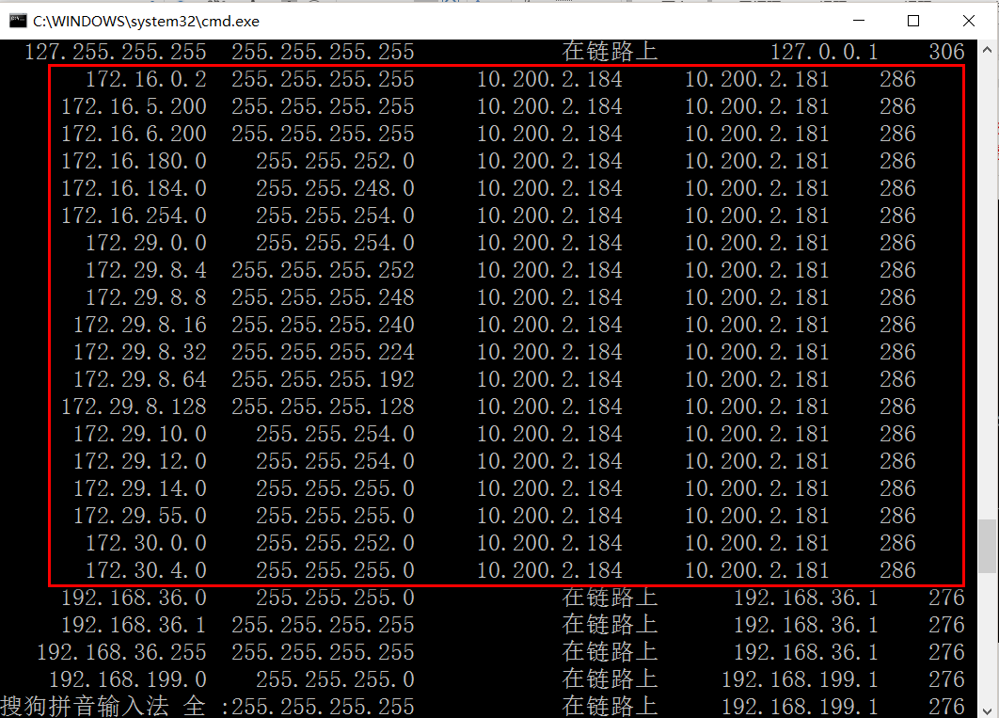 C:\WINDOWS\system32\cmd.exe
127.255.255.255 255.255.255.255 在链路上 127.0.0.1 306
172.16.0.2 255.255.255.255 10.200.2.184 10.200.2.181 286
172.16.5.200 255.255.255.255 10.200.2.184 10.200.2.181 286
172.16.6.200 255.255.255.255 10.200.2.184 10.200.2.181 286
172.16.180.0 255.255.252.0 10.200.2.184 10.200.2.181 286
172.16.184.0 255.255.248.0 10.200.2.184 10.200.2.181 286
172.16.254.0 255.255.254.0 10.200.2.184 10.200.2.181 286
172.29.0.0 255.255.254.0 10.200.2.184 10.200.2.181 286
172.29.8.4 255.255.255.252 10.200.2.184 10.200.2.181 286
172.29.8.8 255.255.255.248 10.200.2.184 10.200.2.181 286
172.29.8.16 255.255.255.240 10.200.2.184 10.200.2.181 286
172.29.8.32 255.255.255.224 10.200.2.184 10.200.2.181 286
172.29.8.64 255.255.255.192 10.200.2.184 10.200.2.181 286
172.29.8.128 255.255.255.128 10.200.2.184 10.200.2.181 286
172.29.10.0 255.255.254.0 10.200.2.184 10.200.2.181 286
172.29.12.0 255.255.254.0 10.200.2.184 10.200.2.181 286
172.29.14.0 255.255.255.0 10.200.2.184 10.200.2.181 286
172.29.55.0 255.255.255.0 10.200.2.184 10.200.2.181 286
172.30.0.0 255.255.252.0 10.200.2.184 10.200.2.181 286
172.30.4.0 255.255.255.0 10.200.2.184 10.200.2.181 286
192.168.36.0 255.255.255.0 在链路上 192.168.36.1 276
192.168.36.1 255.255.255.255 在链路上 192.168.36.1 276
192.168.36.255 255.255.255.255 在链路上 192.168.36.1 276
192.168.199.0 255.255.255.0 在链路上 192.168.199.1 276
搜狗拼音输入法 全 :255.255.255.255 在链路上 192.168.199.1 276